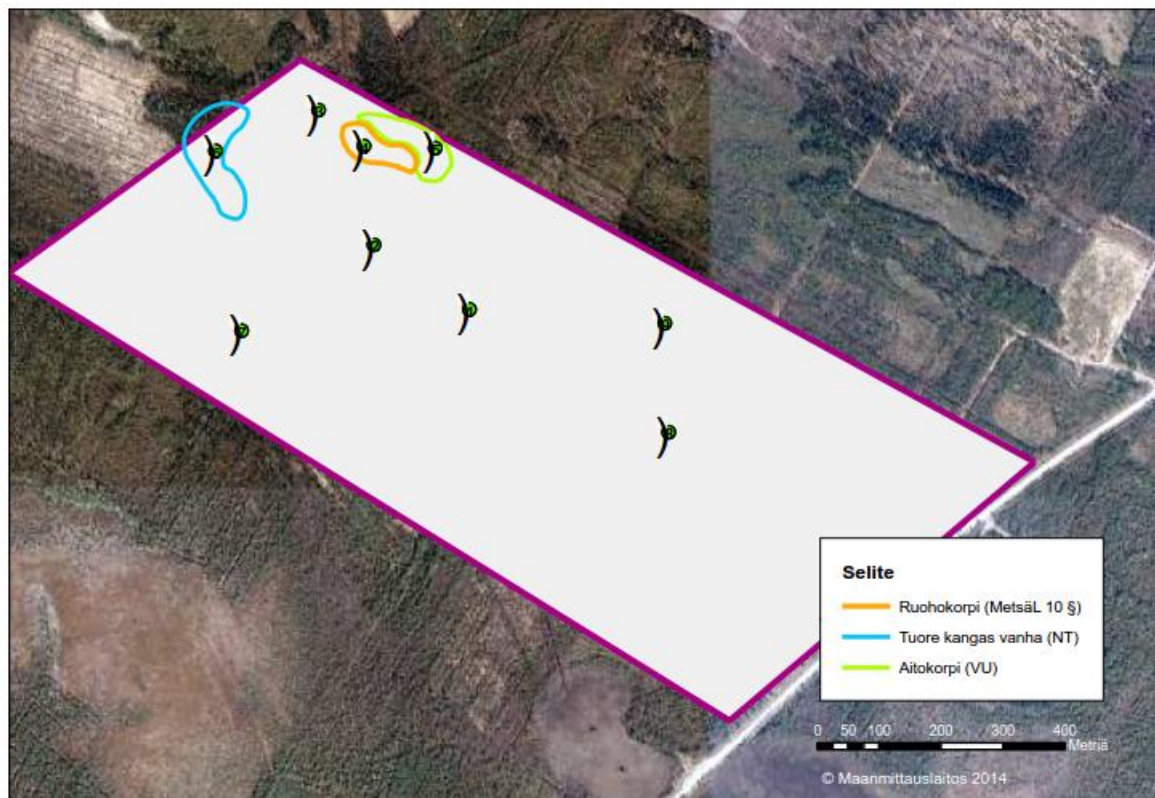 Selite
Ruohokorpi (MetsäL 10 §)
Tuore kangas vanha (NT)
Aitokorpi (VU)
0 50 100 200 300 400
Metriä
© Maanmittauslaitos 2014